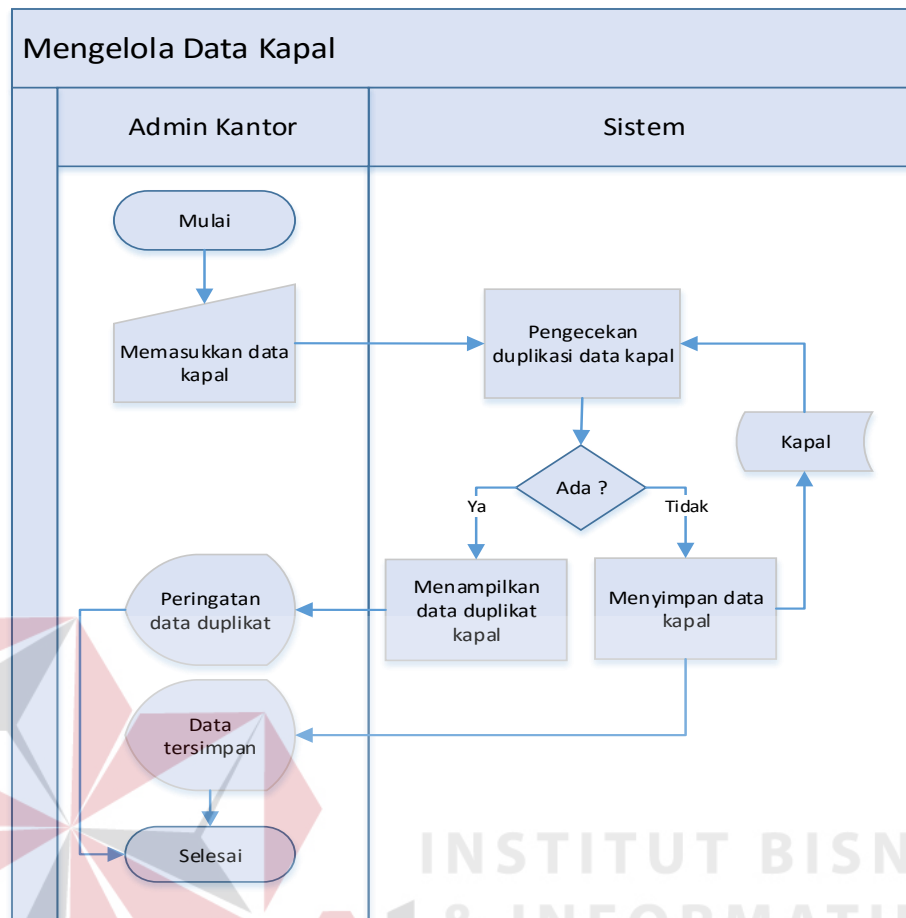 Mengelola Data Kapal
Admin Kantor
Sistem
Mulai
Memasukkan data
kapal
Pengecekan
duplikasi data kapal
Kapal
Ada ?
Ya
Tidak
Peringatan
data duplikat
Menampilkan
data duplikat
kapal
Menyimpan data
kapal
Data
tersimpan
Selesai
INSTITUT BISN
& INFORMATI